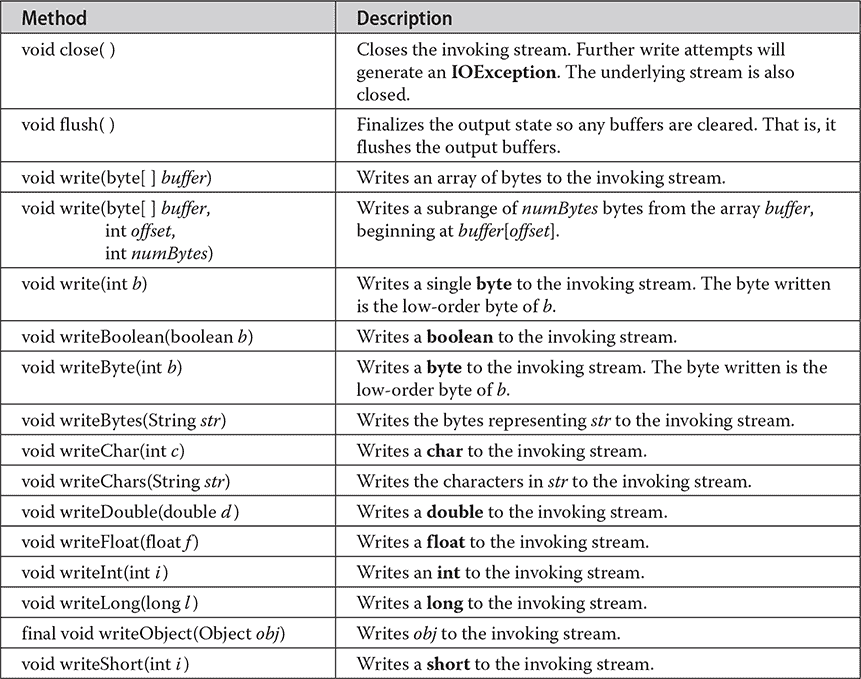 Method Description
void close( ) Closes the invoking stream. Further write attempts will
generate an IOException. The underlying stream is also
closed.
void flush( ) Finalizes the output state so any buffers are cleared. That is, it
flushes the output buffers.
void write(byte[ ] buffer) Writes an array of bytes to the invoking stream.
void write(byte[ ] buffer, Writes a subrange of numBytes bytes from the array buffer,
int offset, beginning at buffer[offset].
int numBytes)
void write(int b) Writes a single byte to the invoking stream. The byte written
is the low-order byte of b.
void writeBoolean(boolean b) Writes a boolean to the invoking stream.
void writeByte(int b) Writes a byte to the invoking stream. The byte written is the
low-order byte of b.
void writeBytes(String str) Writes the bytes representing str to the invoking stream.
void writeChar(int c) Writes a char to the invoking stream.
void writeChars(String str) Writes the characters in str to the invoking stream.
void writeDouble(double d ) Writes a double to the invoking stream.
void writeFloat(float f ) Writes a float to the invoking stream.
void writeInt(int i ) Writes an int to the invoking stream.
void writeLong(long l ) Writes a long to the invoking stream.
final void writeObject(Object obj) Writes obj to the invoking stream.
void writeShort(int i ) Writes a short to the invoking stream.